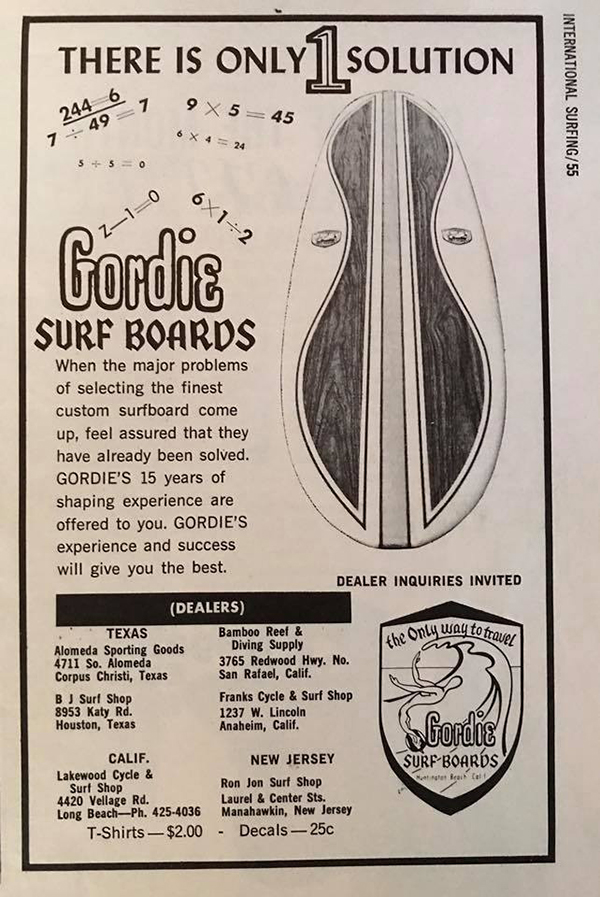 THERE IS ONLY 1 SOLUTION
244 – 6
7 ÷ 49 = 7
9 × 5 = 45
6 × 4 = 24
5 ÷ 5 = 0
Z—1=0
6×1÷2
Gordie
SURF BOARDS
When the major problems
of selecting the finest
custom surfboard come
up, feel assured that they
have already been solved.
GORDIE'S 15 years of
shaping experience are
offered to you. GORDIE'S
experience and success
will give you the best.
DEALER INQUIRIES INVITED
(DEALERS)
TEXAS
Alomeda Sporting Goods
4711 So. Alomeda
Corpus Christi, Texas
B J Surf Shop
8953 Katy Rd.
Houston, Texas
CALIF.
Lakewood Cycle &
Surf Shop
4420 Vellage Rd.
Long Beach—Ph. 425-4036
Bamboo Reef &
Diving Supply
3765 Redwood Hwy. No.
San Rafael, Calif.
Franks Cycle & Surf Shop
1237 W. Lincoln
Anaheim, Calif.
NEW JERSEY
Ron Jon Surf Shop
Laurel & Center Sts.
Manahawkin, New Jersey
T-Shirts — $2.00 - Decals — 25c
the Only way to travel
Gordie
SURF-BOARDS
Huntington Beach Calif
INTERNATIONAL SURFING/55